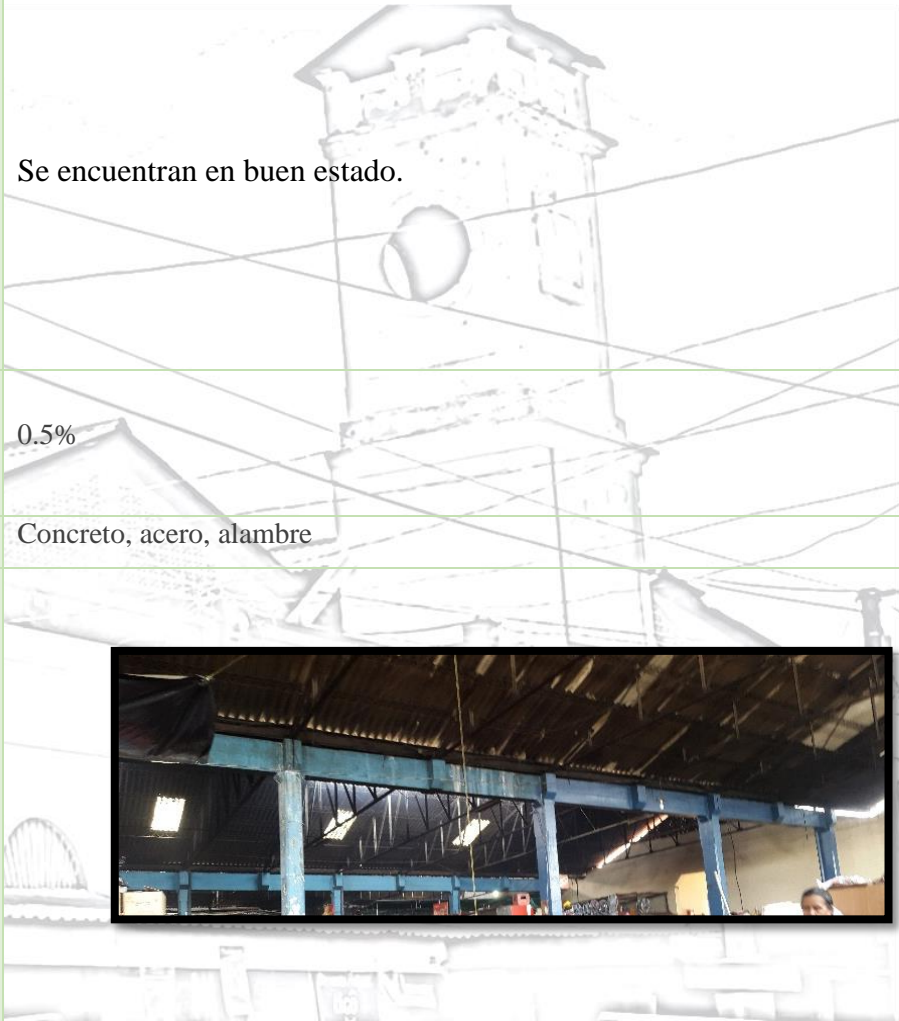 Se encuentran en buen estado.
0.5%
Concreto, acero, alambre